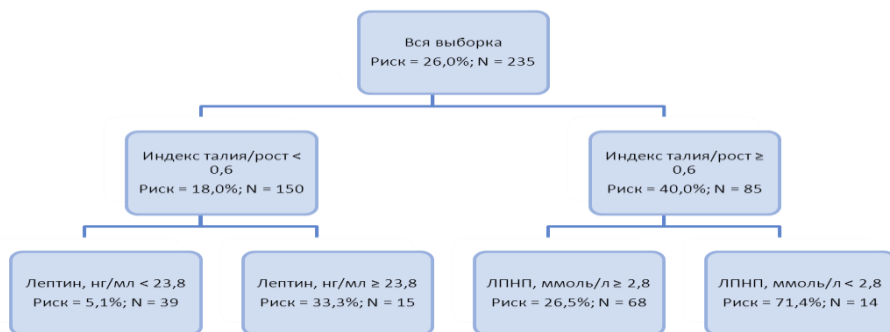 Вся выборка
Риск = 26,0%; N = 235
Индекс талия/рост <
0,6
Риск = 18,0%; N = 150
Индекс талия/рост ≥
0,6
Риск = 40,0%; N = 85
Лептин, нг/мл < 23,8
Риск = 5,1%; N = 39
Лептин, нг/мл ≥ 23,8
Риск = 33,3%; N = 15
ЛПНП, ммоль/л ≥ 2,8
Риск = 26,5%; N = 68
ЛПНП, ммоль/л < 2,8
Риск = 71,4%; N = 14